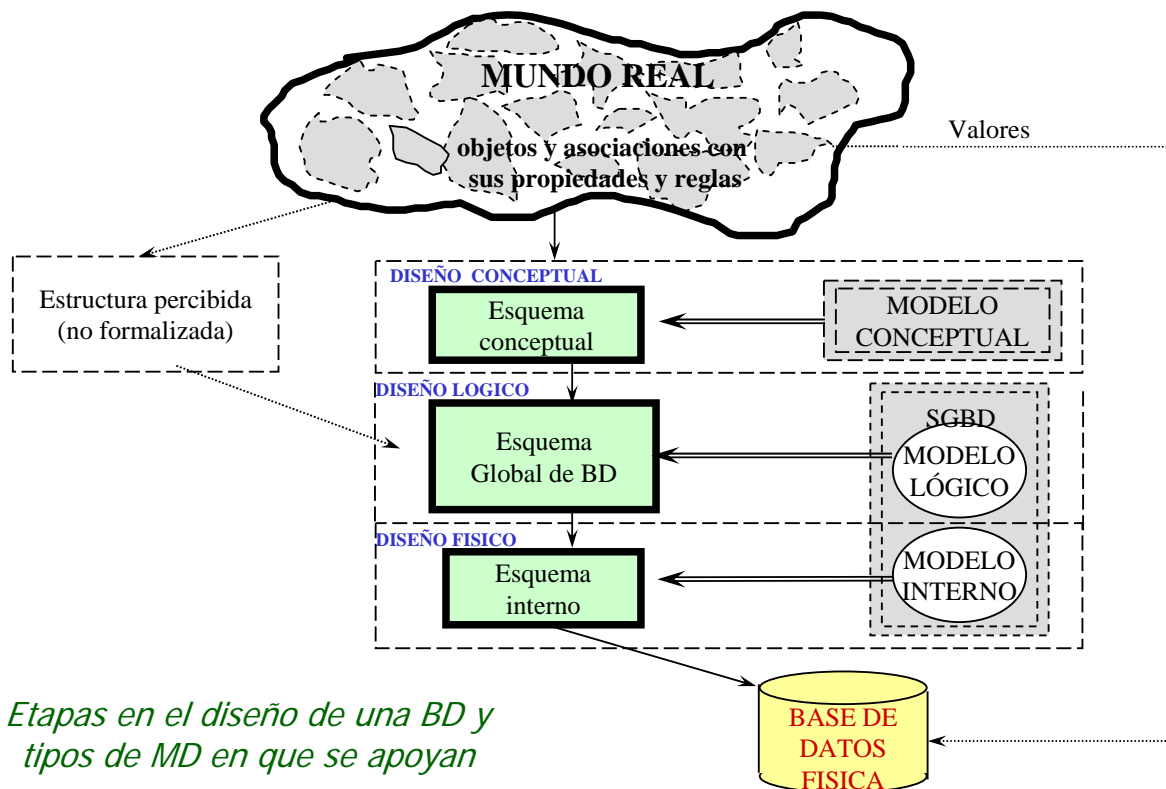 MUNDO REAL
objetos y asociaciones con
sus propiedades y reglas
Valores
Estructura percibida
(no formalizada)
DISEÑO CONCEPTUAL
Esquema
conceptual
MODELO
CONCEPTUAL
DISEÑO LOGICO
Esquema
Global de BD
SGBD
MODELO
LÓGICO
DISEÑO FISICO
Esquema
interno
MODELO
INTERNO
Etapas en el diseño de una BD y
tipos de MD en que se apoyan
BASE DE
DATOS
FISICA